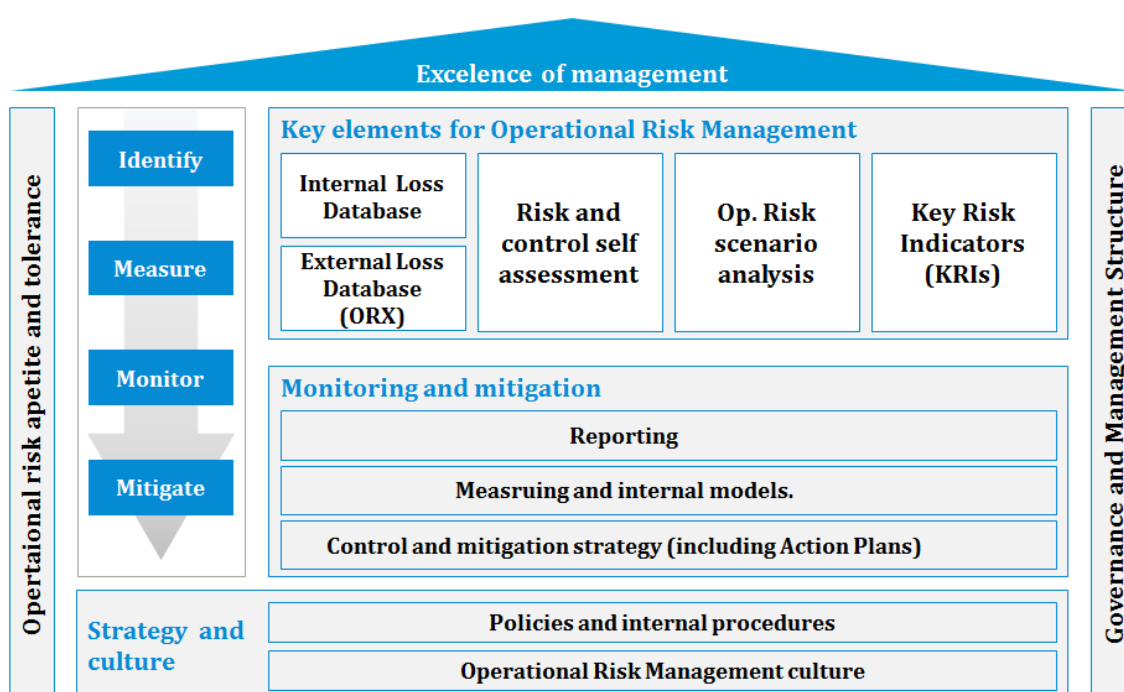 Excelence of management
Opertaional risk apetite and tolerance
Identify
Measure
Monitor
Mitigate
Key elements for Operational Risk Management
Internal Loss
Database
External Loss
Database
(ORX)
Risk and
control self
assessment
Op. Risk
scenario
analysis
Key Risk
Indicators
(KRIs)
Monitoring and mitigation
Reporting
Measruing and internal models.
Control and mitigation strategy (including Action Plans)
Strategy and
culture
Policies and internal procedures
Operational Risk Management culture
Governance and Management Structure